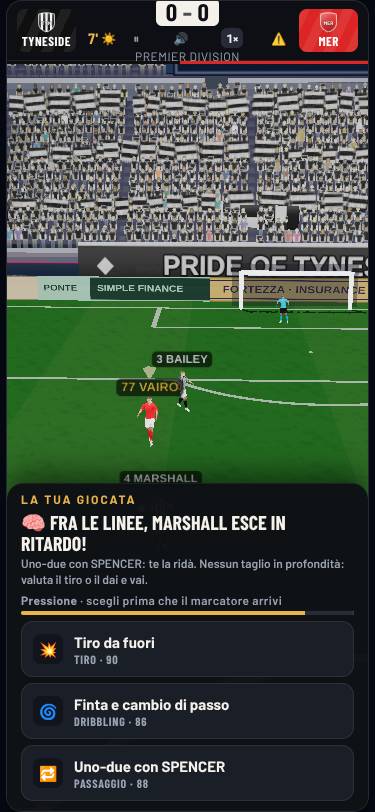 0 - 0
TYNESIDE
7'
1×
MER
MER
PREMIER DIVISION
PRIDE OF TYNES
PONTE
SIMPLE FINANCE
FORTEZZA · INSURANCE
3 BAILEY
77 VAIRO
4 MARSHALL
LA TUA GIOCATA
FRA LE LINEE, MARSHALL ESCE IN
RITARDO!
Uno-due con SPENCER: te la ridà. Nessun taglio in profondità:
valuta il tiro o il dai e vai.
Pressione · scegli prima che il marcatore arrivi
Tiro da fuori
TIRO · 90
Finta e cambio di passo
DRIBBLING · 86
Uno-due con SPENCER
PASSAGGIO · 88